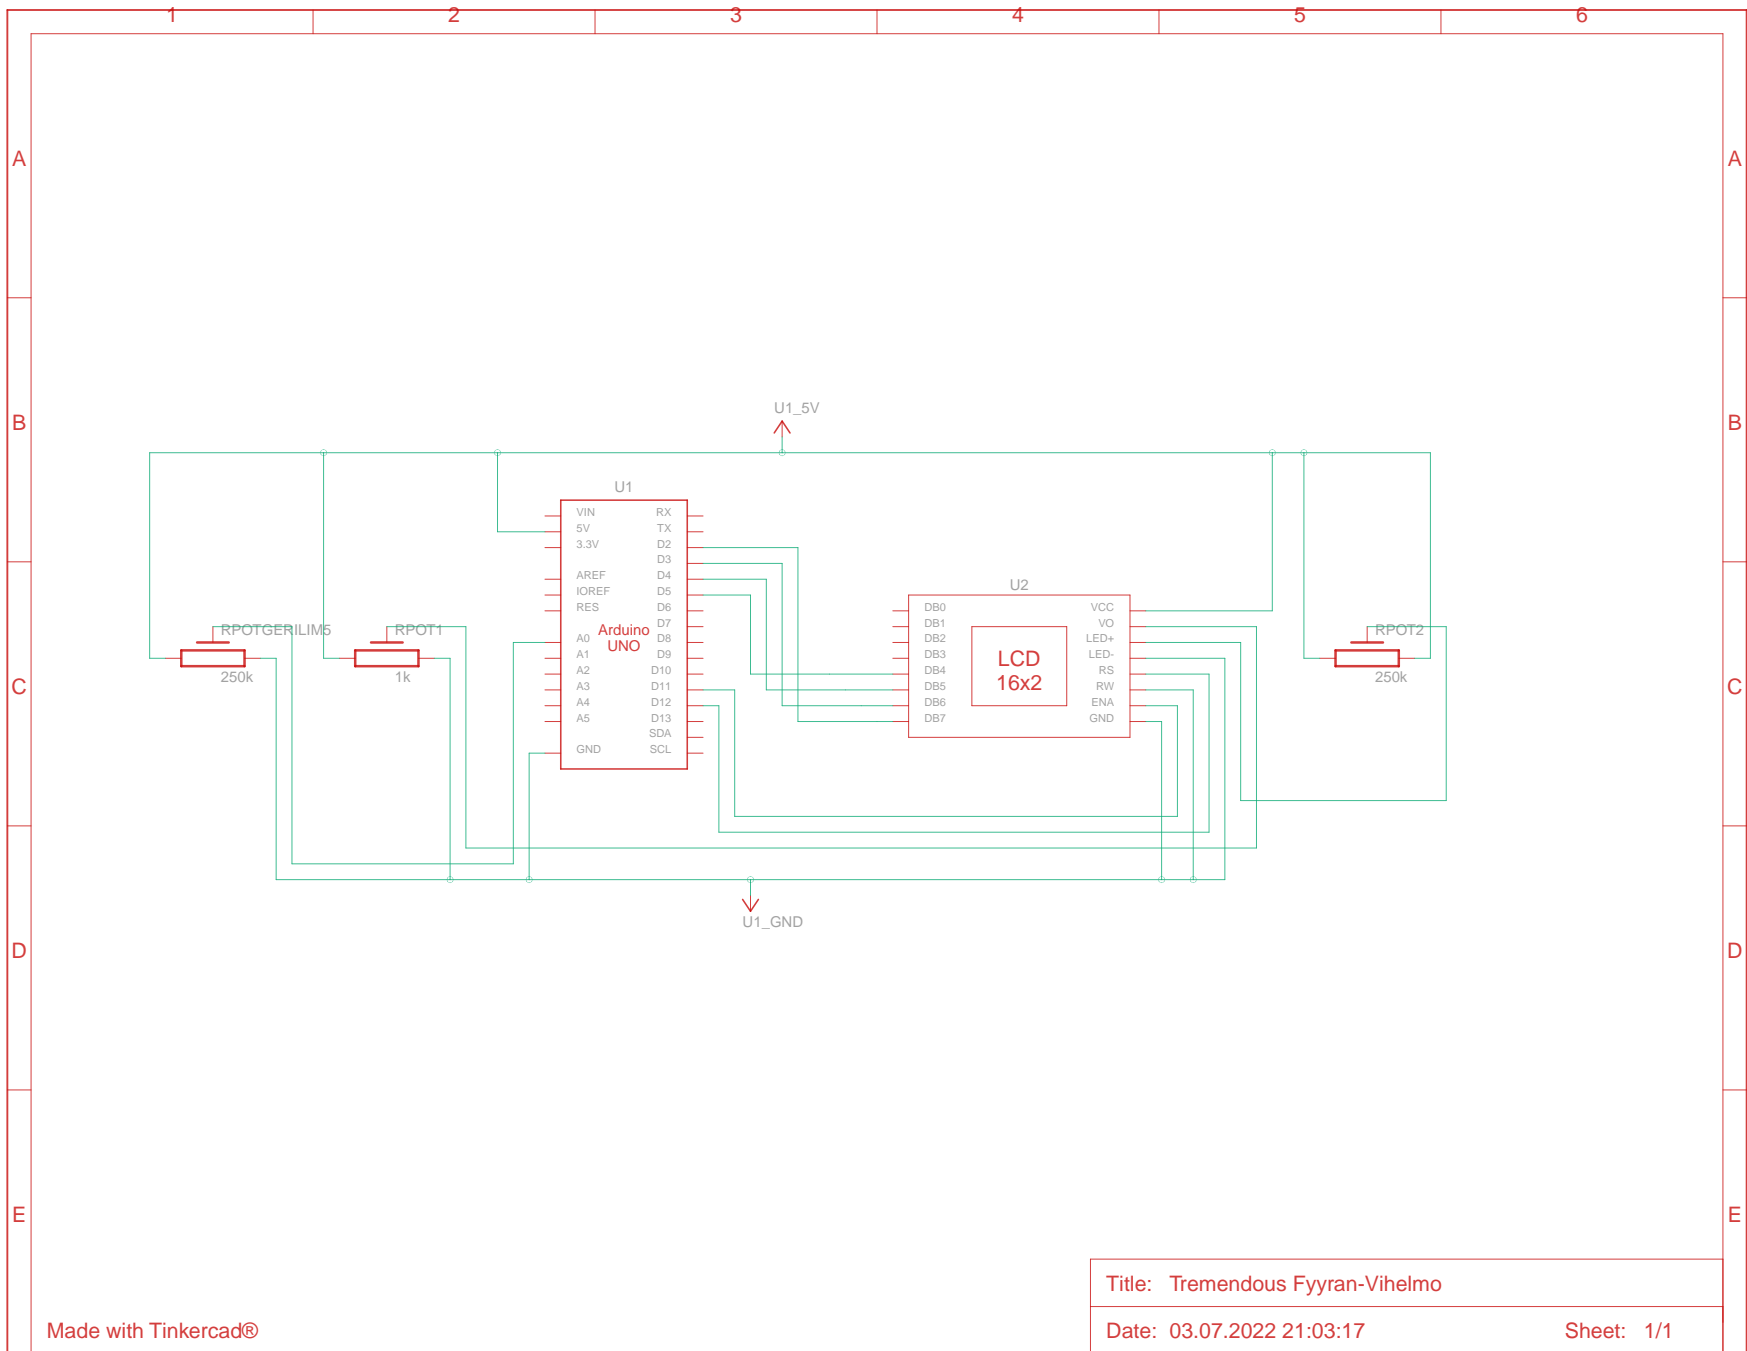 1 2 3 4 5 6
A A
B B
C C
D D
E E
U1_5V
U1
VIN RX
5V TX
3.3V D2
D3
AREF D4
IOREF D5
RES D6
D7
A0 D8
A1 D9
A2 D10
A3 D11
A4 D12
A5 D13
SDA
GND SCL
Arduino
UNO
RPOTGERILIM5
250k
RPOT1
1k
U2
DB0 VCC
DB1 VO
DB2 LED+
DB3 LED-
DB4 RS
DB5 RW
DB6 ENA
DB7 GND
LCD
16x2
RPOT2
250k
U1_GND
Title: Tremendous Fyyran-Vihelmo
Made with Tinkercad®
Date: 03.07.2022 21:03:17 Sheet: 1/1